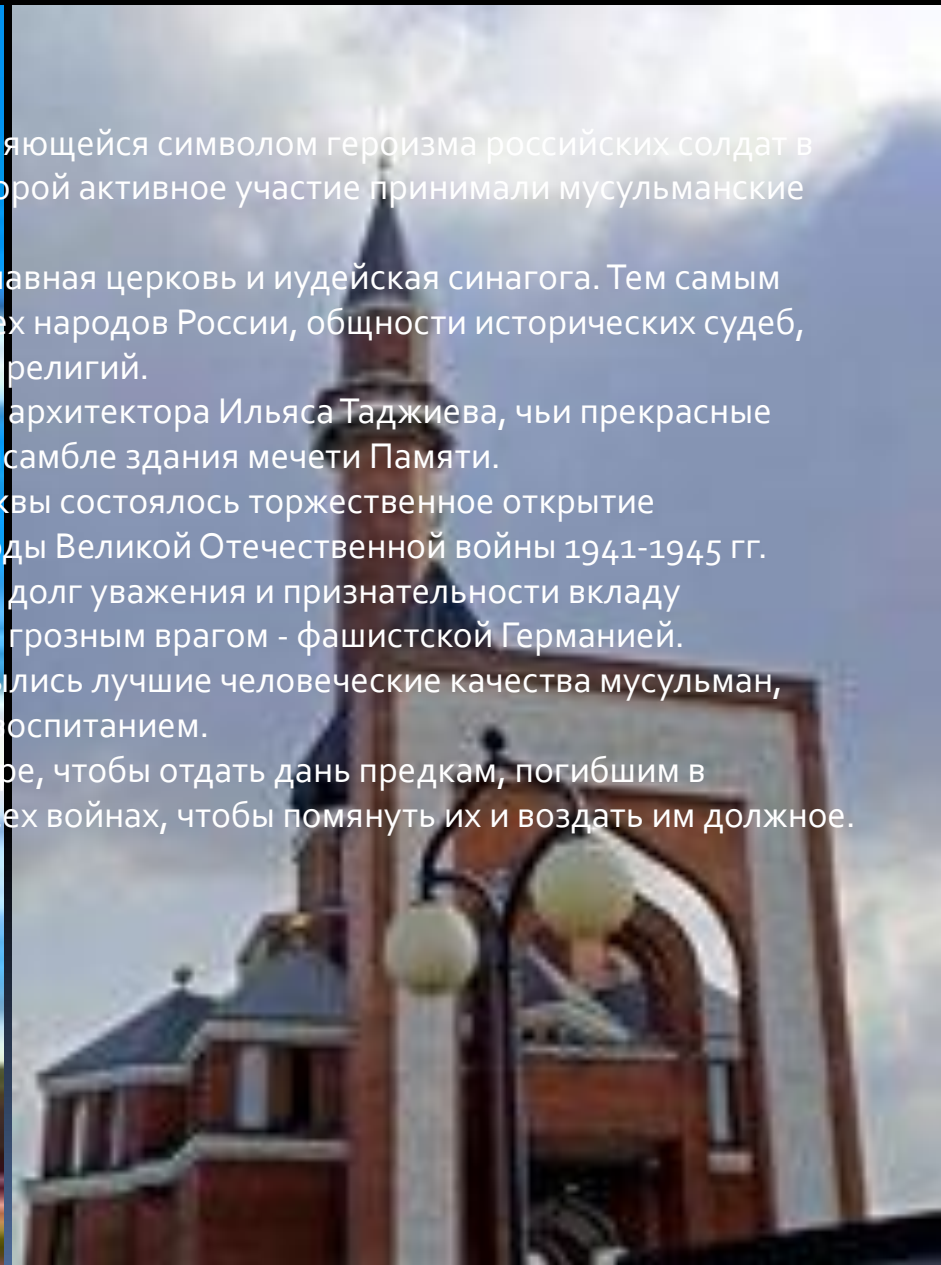 яющейся символом героизма российских солдат в
орой активное участие принимали мусульманские
авная церковь и иудейская синагога. Тем самым
ех народов России, общности исторических судеб,
религий.
архитектора Ильяса Таджиева, чьи прекрасные
самбле здания мечети Памяти.
квы состоялось торжественное открытие
ды Великой Отечественной войны 1941-1945 гг.
долг уважения и признательности вкладу
грозным врагом - фашистской Германией.
лись лучшие человеческие качества мусульман,
воспитанием.
ре, чтобы отдать дань предкам, погибшим в
ех войнах, чтобы помянуть их и воздать им должное.